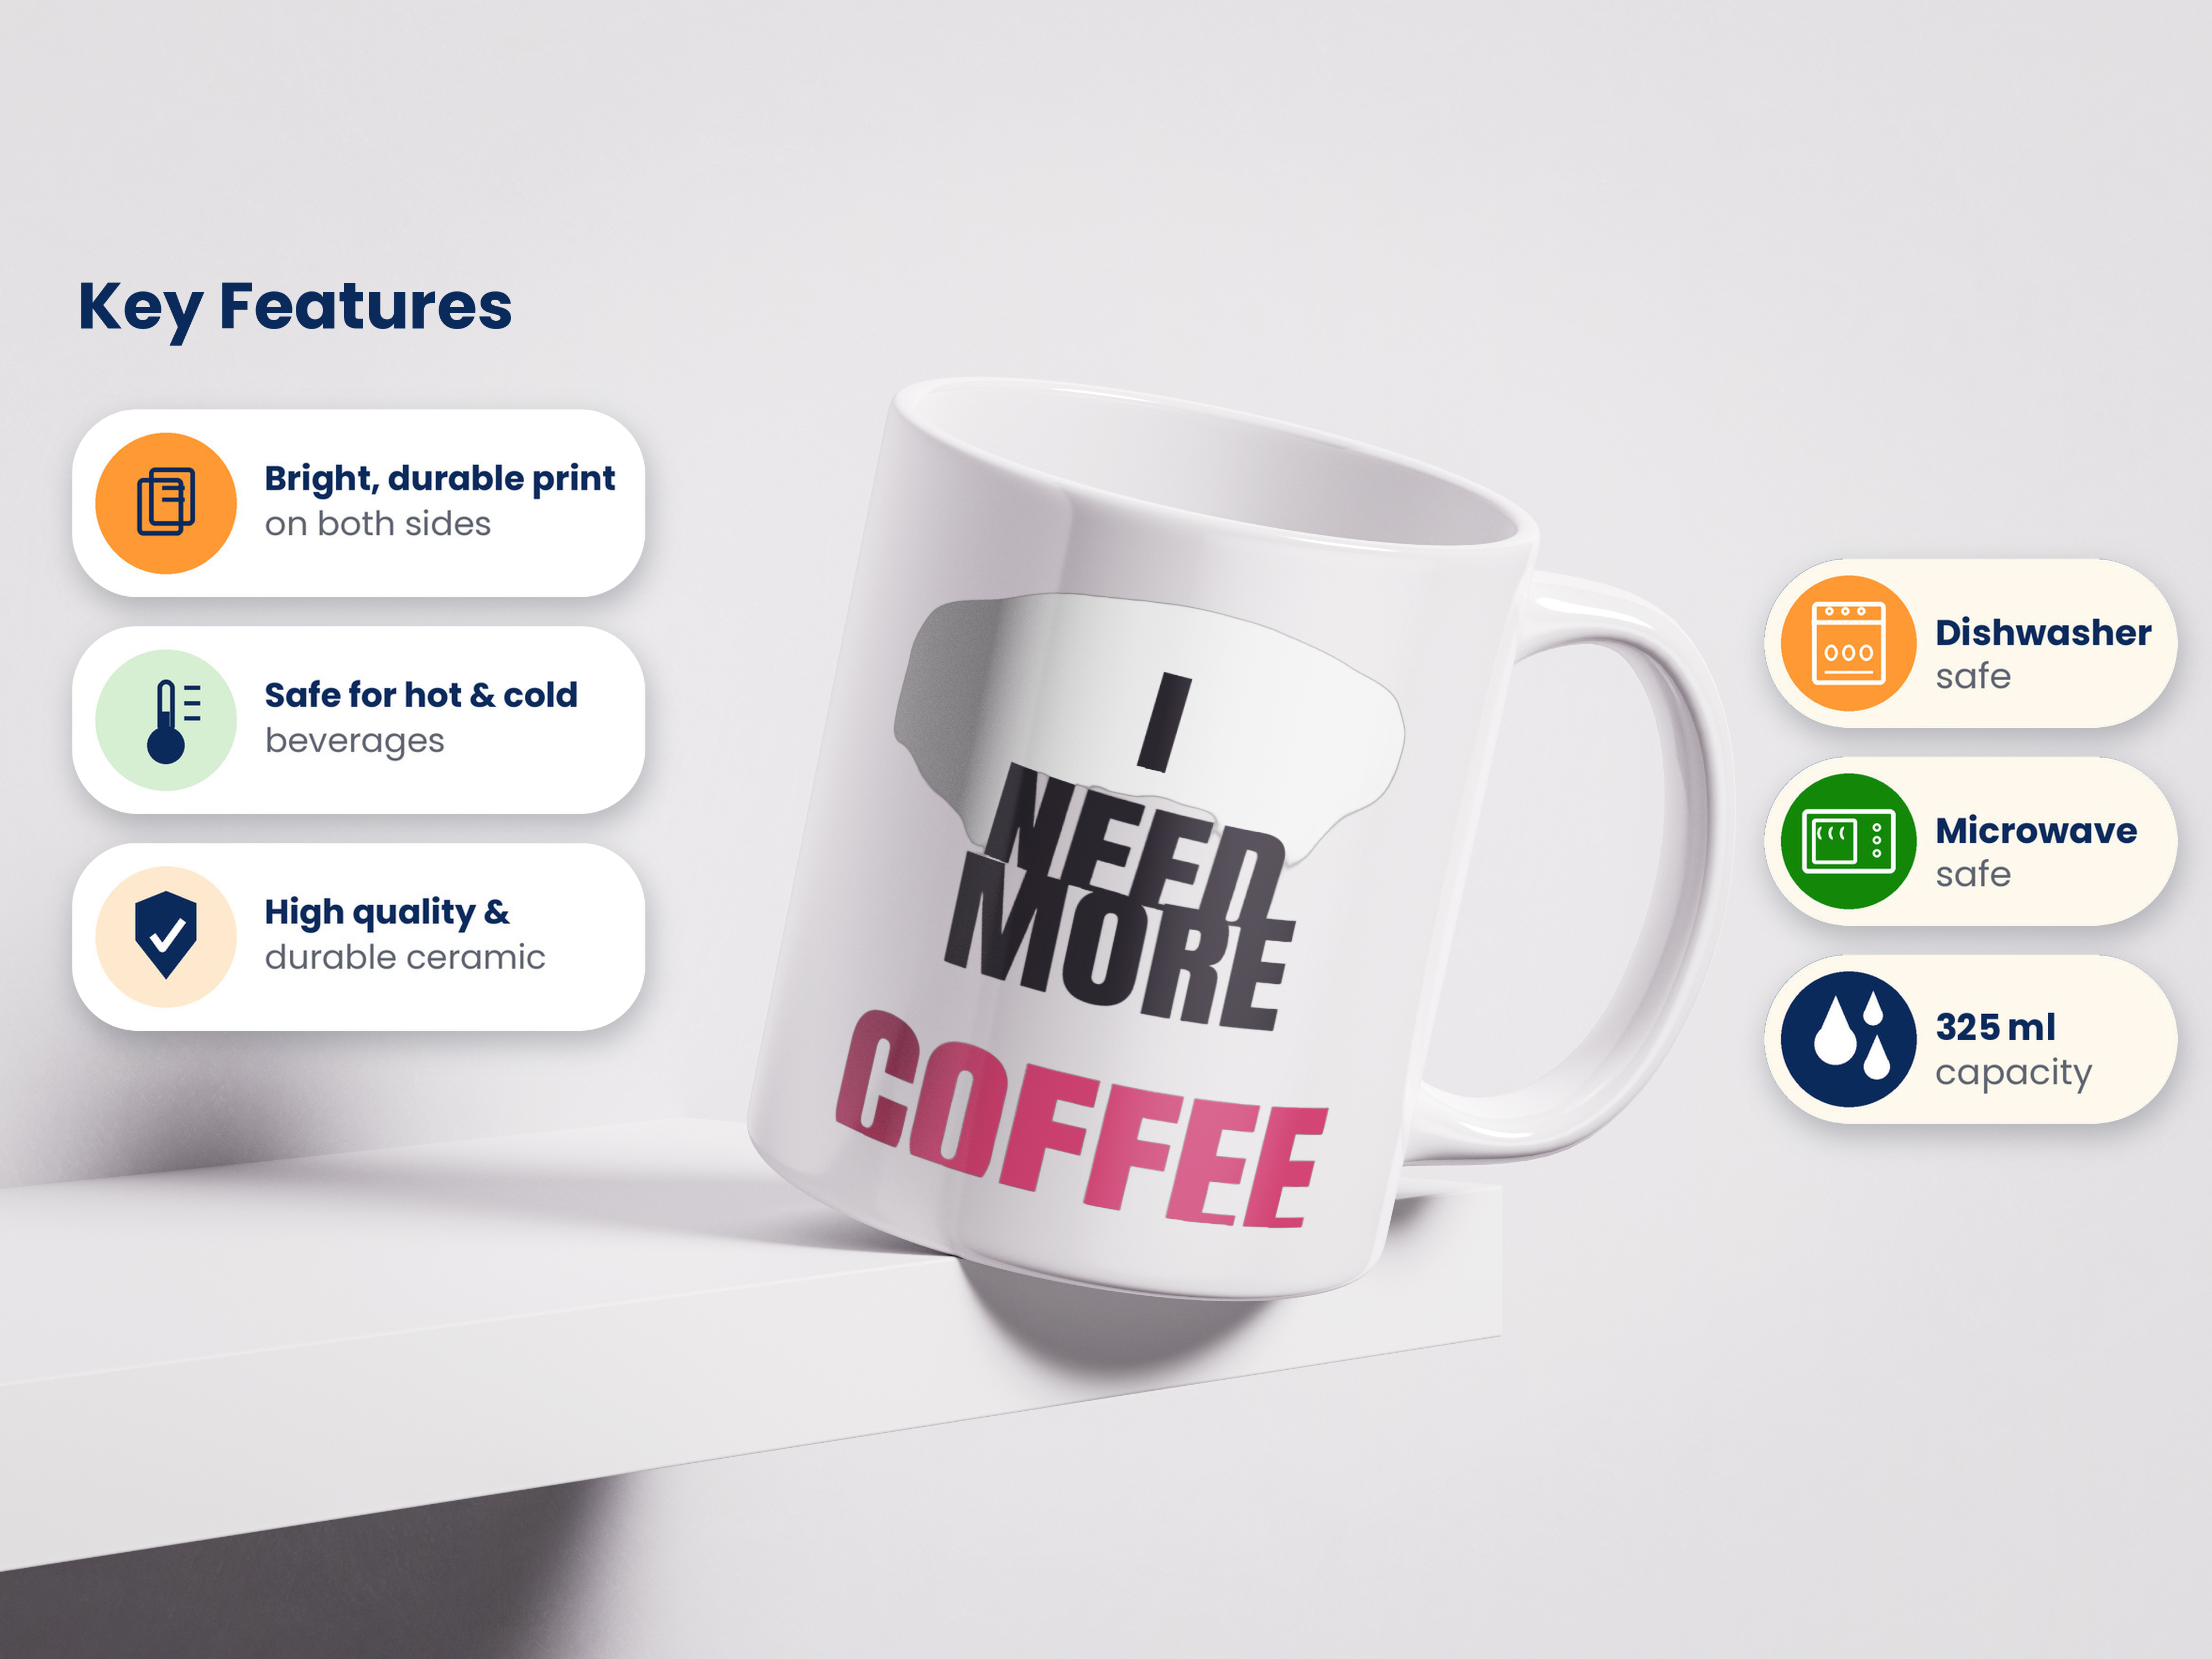 Key Features
Bright, durable print
on both sides
Safe for hot & cold
beverages
High quality &
durable ceramic
I
NEED
MORE
COFFEE
Dishwasher
safe
Microwave
safe
325 ml
capacity